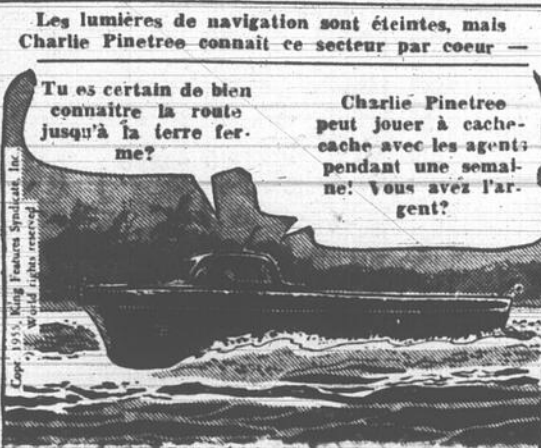 Les lumières de navigation sont éteintes, mais
Charlie Pinetree connaît ce secteur par coeur —
Tu es certain de bien
connaître la route
jusqu'à la terre fer-
me?
Charlie Pinetree
peut jouer à cache-
cache avec les agents
pendant une semai-
ne! Vous avez l'ar-
gent?
Copr. 1955, King Features Syndicate, Inc.
World rights reserved